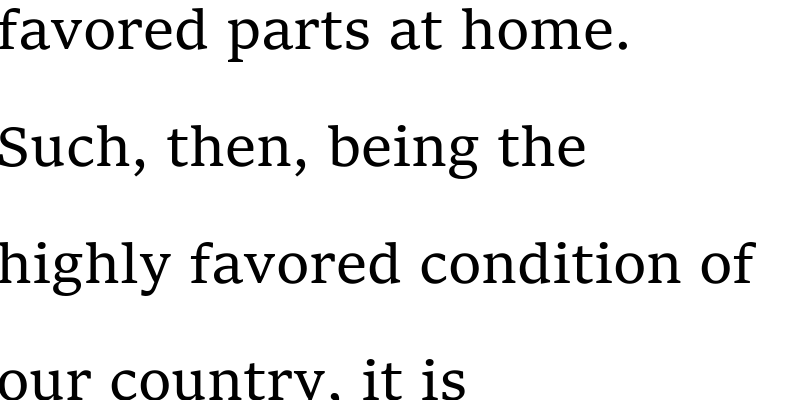 favored parts at home.
Such, then, being the
highly favored condition of
our country, it is